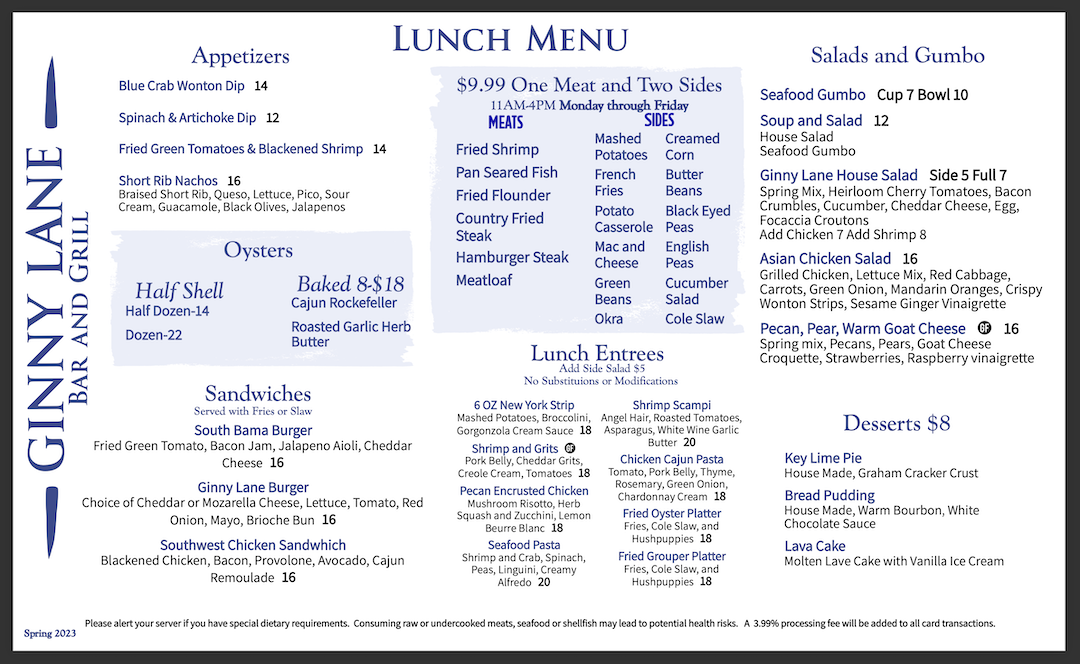 GINNY LANE
BAR AND GRILL
LUNCH MENU
Appetizers
Blue Crab Wonton Dip 14
Spinach & Artichoke Dip 12
Fried Green Tomatoes & Blackened Shrimp 14
Short Rib Nachos 16
Braised Short Rib, Queso, Lettuce, Pico, Sour
Cream, Guacamole, Black Olives, Jalapenos
Oysters
Half Shell
Half Dozen-14
Dozen-22
Baked 8-$18
Cajun Rockefeller
Roasted Garlic Herb
Butter
Sandwiches
Served with Fries or Slaw
South Bama Burger
Fried Green Tomato, Bacon Jam, Jalapeno Aioli, Cheddar
Cheese 16
Ginny Lane Burger
Choice of Cheddar or Mozarella Cheese, Lettuce, Tomato, Red
Onion, Mayo, Brioche Bun 16
Southwest Chicken Sandwhich
Blackened Chicken, Bacon, Provolone, Avocado, Cajun
Remoulade 16
$9.99 One Meat and Two Sides
11AM-4PM Monday through Friday
MEATS
Fried Shrimp
Pan Seared Fish
Fried Flounder
Country Fried
Steak
Hamburger Steak
Meatloaf
SIDES
Mashed
Potatoes
French
Fries
Potato
Casserole
Mac and
Cheese
Green
Beans
Okra
Creamed
Corn
Butter
Beans
Black Eyed
Peas
English
Peas
Cucumber
Salad
Cole Slaw
Lunch Entrees
Add Side Salad $5
No Substituions or Modifications
6 OZ New York Strip
Mashed Potatoes, Broccolini,
Gorgonzola Cream Sauce 18
Shrimp and Grits GF
Pork Belly, Cheddar Grits,
Creole Cream, Tomatoes 18
Pecan Encrusted Chicken
Mushroom Risotto, Herb
Squash and Zucchini, Lemon
Beurre Blanc 18
Seafood Pasta
Shrimp and Crab, Spinach,
Peas, Linguini, Creamy
Alfredo 20
Shrimp Scampi
Angel Hair, Roasted Tomatoes,
Asparagus, White Wine Garlic
Butter 20
Chicken Cajun Pasta
Tomato, Pork Belly, Thyme,
Rosemary, Green Onion,
Chardonnay Cream 18
Fried Oyster Platter
Fries, Cole Slaw, and
Hushpuppies 18
Fried Grouper Platter
Fries, Cole Slaw, and
Hushpuppies 18
Salads and Gumbo
Seafood Gumbo Cup 7 Bowl 10
Soup and Salad 12
House Salad
Seafood Gumbo
Ginny Lane House Salad Side 5 Full 7
Spring Mix, Heirloom Cherry Tomatoes, Bacon
Crumbles, Cucumber, Cheddar Cheese, Egg,
Focaccia Croutons
Add Chicken 7 Add Shrimp 8
Asian Chicken Salad 16
Grilled Chicken, Lettuce Mix, Red Cabbage,
Carrots, Green Onion, Mandarin Oranges, Crispy
Wonton Strips, Sesame Ginger Vinaigrette
Pecan, Pear, Warm Goat Cheese GF 16
Spring mix, Pecans, Pears, Goat Cheese
Croquette, Strawberries, Raspberry vinaigrette
Desserts $8
Key Lime Pie
House Made, Graham Cracker Crust
Bread Pudding
House Made, Warm Bourbon, White
Chocolate Sauce
Lava Cake
Molten Lave Cake with Vanilla Ice Cream
Please alert your server if you have special dietary requirements. Consuming raw or undercooked meats, seafood or shellfish may lead to potential health risks. A 3.99% processing fee will be added to all card transactions.
Spring 2023